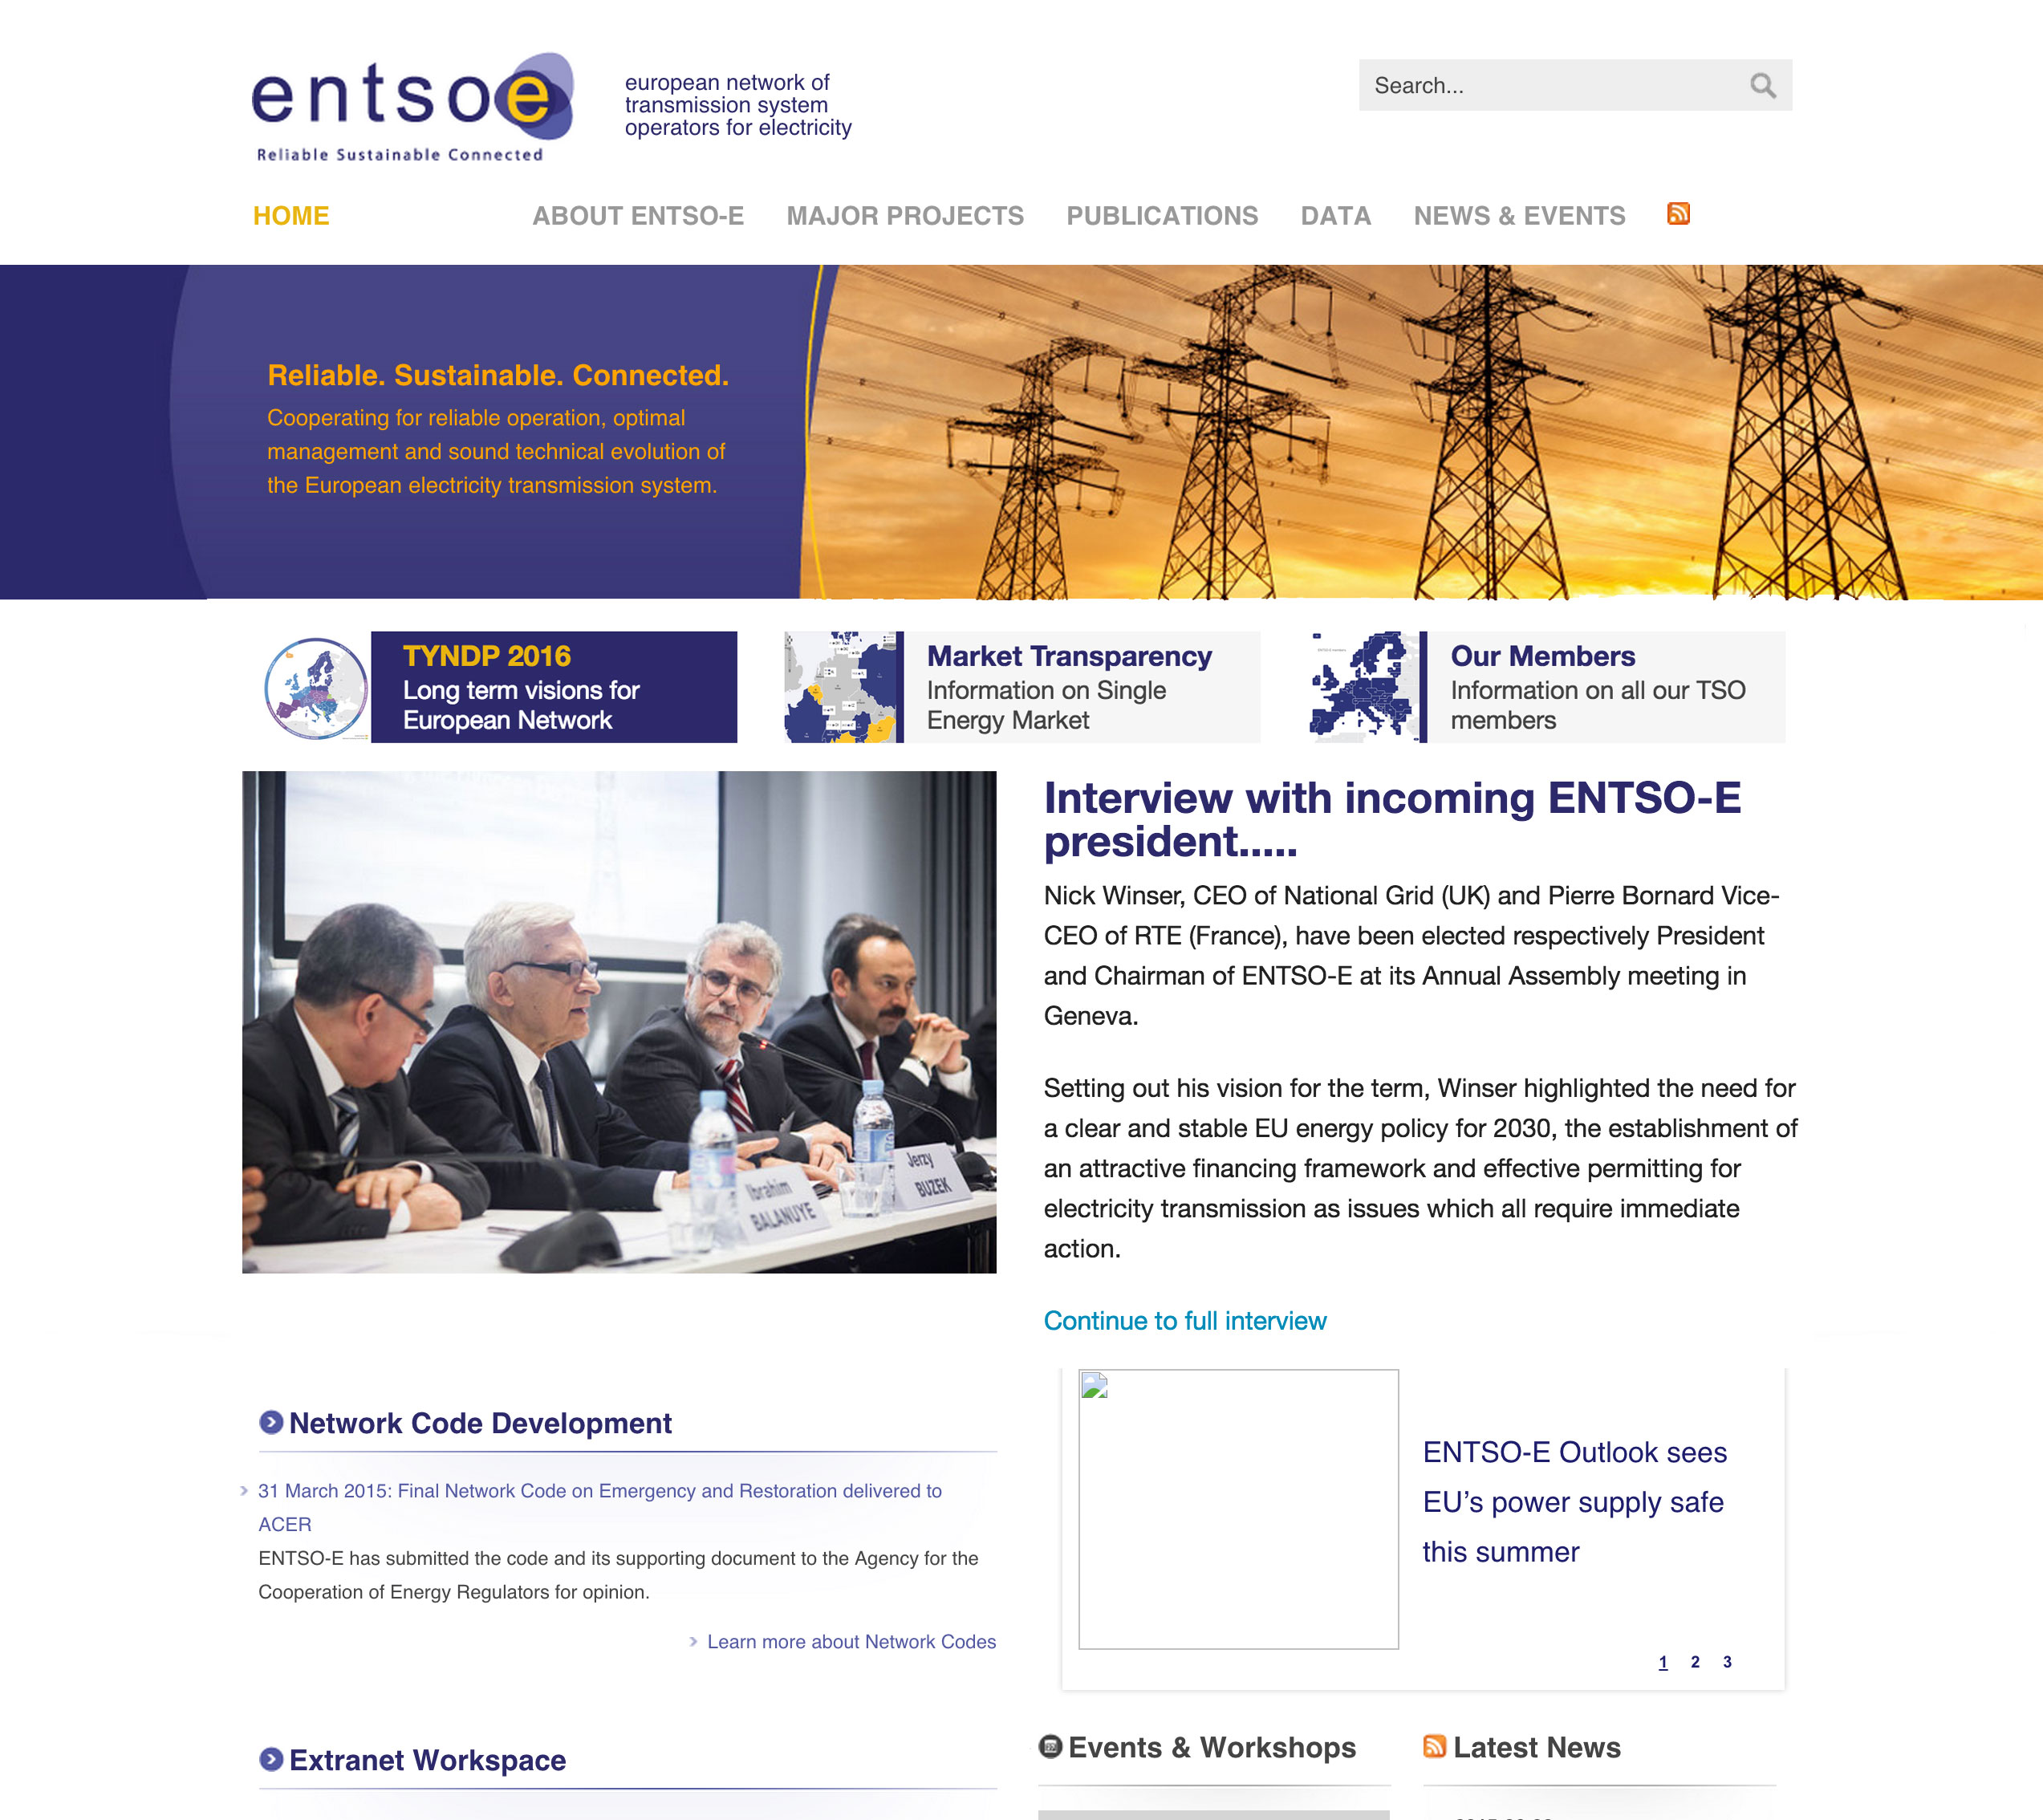 entsoe
Reliable Sustainable Connected
european network of
transmission system
operators for electricity
Search...
HOME
ABOUT ENTSO-E
MAJOR PROJECTS
PUBLICATIONS
DATA
NEWS & EVENTS
Reliable. Sustainable. Connected.
Cooperating for reliable operation, optimal
management and sound technical evolution of
the European electricity transmission system.
TYNDP 2016
Long term visions for
European Network
Market Transparency
Information on Single
Energy Market
Our Members
Information on all our TSO
members
Ibrahim
BALANUYE
Jerzy
BUZEK
Interview with incoming ENTSO-E
president.....
Nick Winser, CEO of National Grid (UK) and Pierre Bornard Vice-
CEO of RTE (France), have been elected respectively President
and Chairman of ENTSO-E at its Annual Assembly meeting in
Geneva.
Setting out his vision for the term, Winser highlighted the need for
a clear and stable EU energy policy for 2030, the establishment of
an attractive financing framework and effective permitting for
electricity transmission as issues which all require immediate
action.
Continue to full interview
Network Code Development
31 March 2015: Final Network Code on Emergency and Restoration delivered to
ACER
ENTSO-E has submitted the code and its supporting document to the Agency for the
Cooperation of Energy Regulators for opinion.
Learn more about Network Codes
ENTSO-E Outlook sees
EU’s power supply safe
this summer
1 2 3
Extranet Workspace
Events & Workshops
Latest News